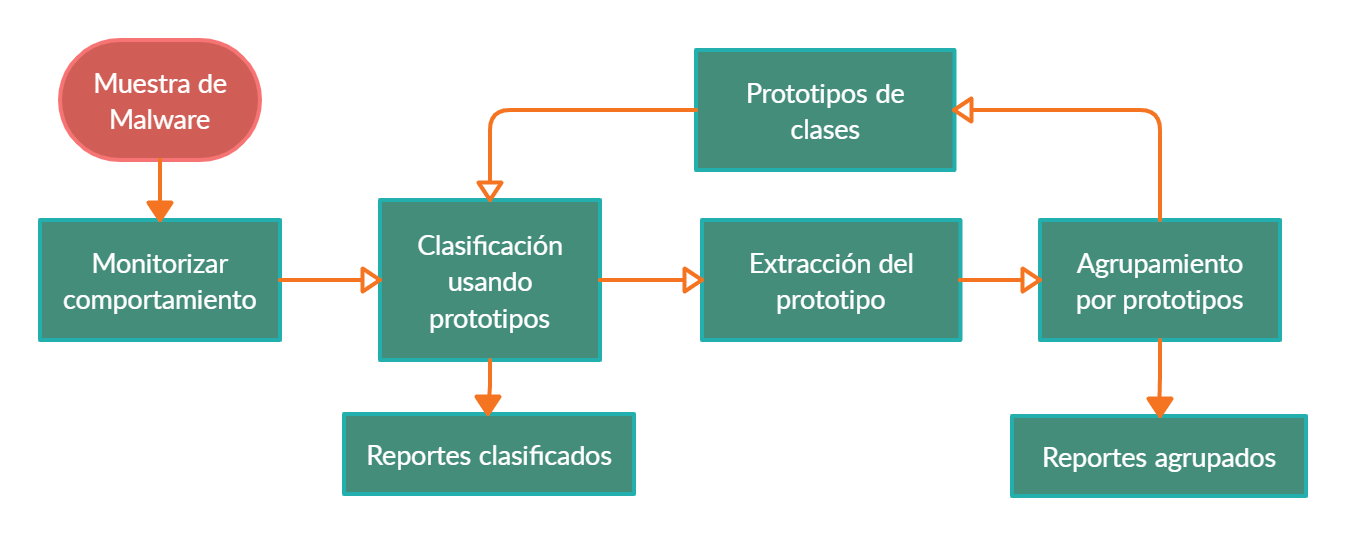 Muestra de
Malware
Prototipos de
clases
Monitorizar
comportamiento
Clasificación
usando
prototipos
Extracción del
prototipo
Agrupamiento
por prototipos
Reportes clasificados
Reportes agrupados